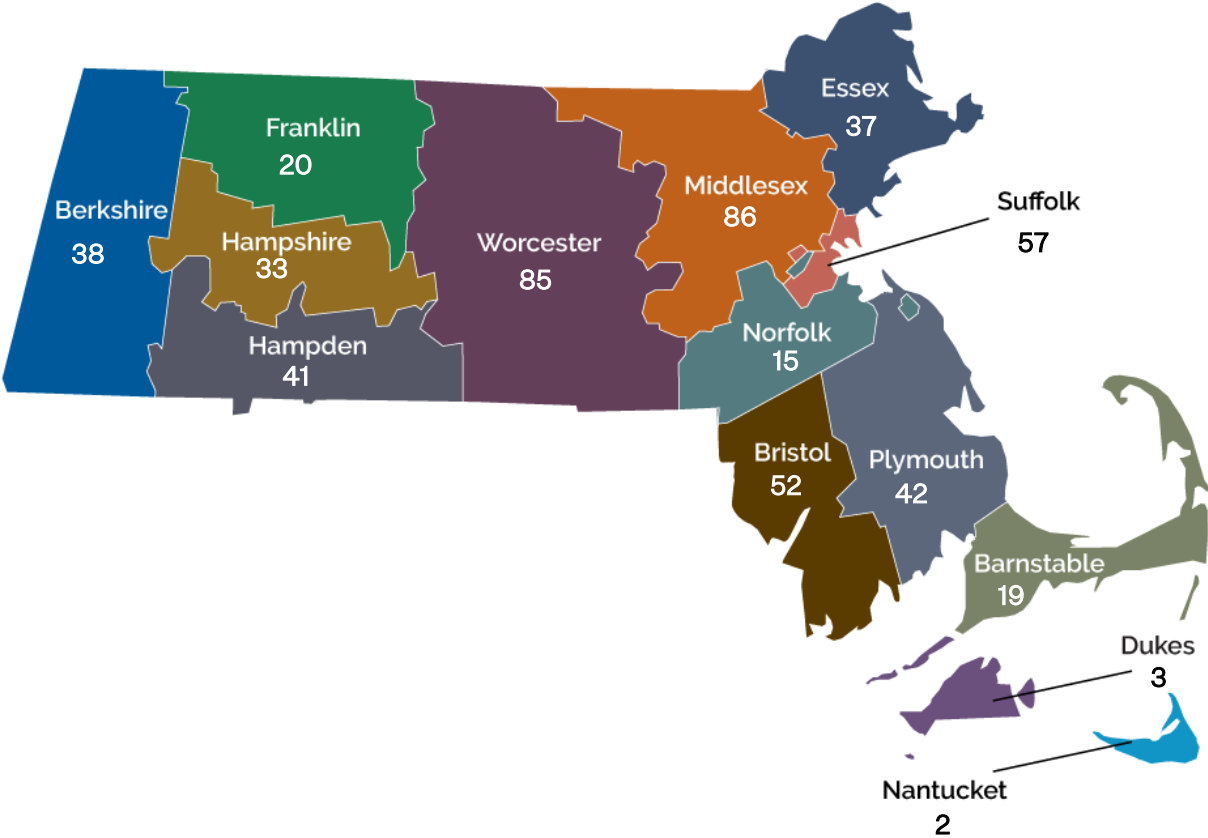 Essex
37
Franklin
20
Middlesex
86
Suffolk
57
Berkshire
38
Hampshire
33
Worcester
85
Norfolk
15
Hampden
41
Bristol
52
Plymouth
42
Barnstable
19
Dukes
3
Nantucket
2